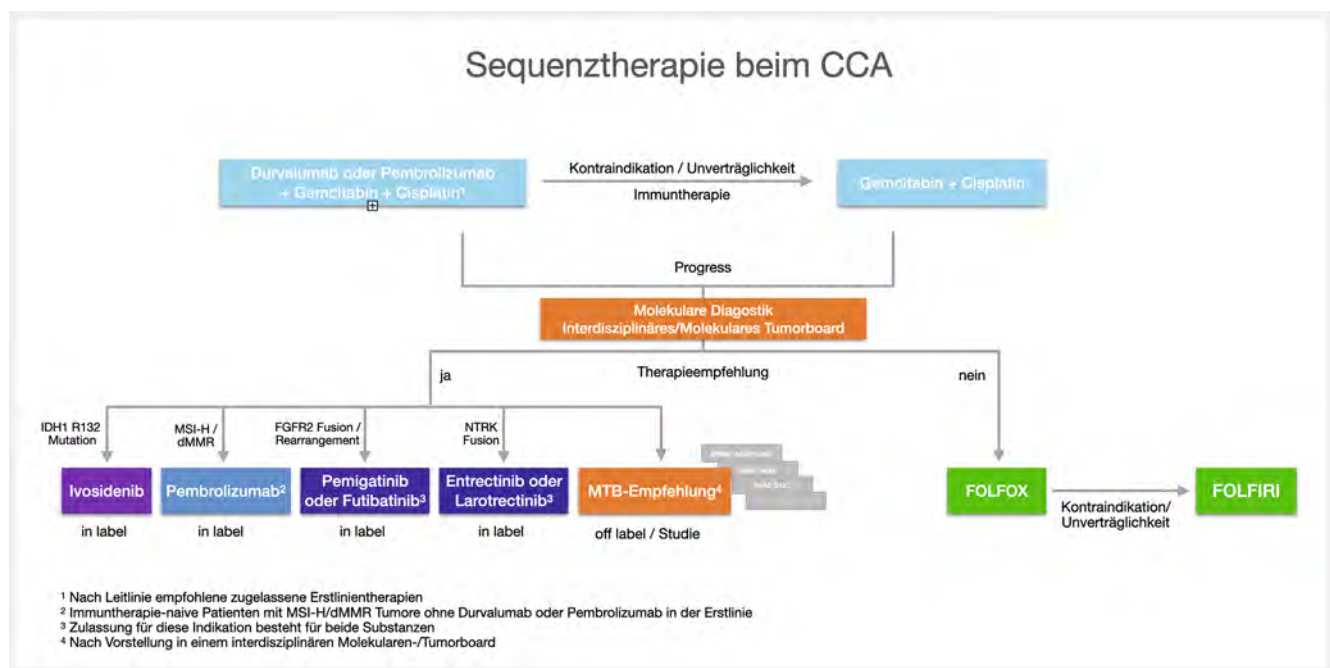 Sequenztherapie beim CCA
Durvalumab oder Pembrolizumab
+ Gemcitabin + Cisplatin¹
Kontraindikation / Unverträglichkeit
Immuntherapie
Gemcitabin + Cisplatin
Progress
Molekulare Diagostik
Interdisziplinäres/Molekulares Tumorboard
ja
Therapieempfehlung
nein
IDH1 R132
Mutation
MSI-H /
dMMR
FGFR2 Fusion /
Rearrangement
NTRK
Fusion
Ivosidenib
Pembrolizumab²
Pemigatinib
oder Futibatinib³
Entrectinib oder
Larotrectinib³
MTB-Empfehlung⁴
FOLFOX
Kontraindikation/
Unverträglichkeit
FOLFIRI
in label
in label
in label
in label
off label / Studie
¹ Nach Leitlinie empfohlene zugelassene Erstlinientherapien
² Immuntherapie-naive Patienten mit MSI-H/dMMR Tumore ohne Durvalumab oder Pembrolizumab in der Erstlinie
³ Zulassung für diese Indikation besteht für beide Substanzen
⁴ Nach Vorstellung in einem interdisziplinären Molekularen-/Tumorboard